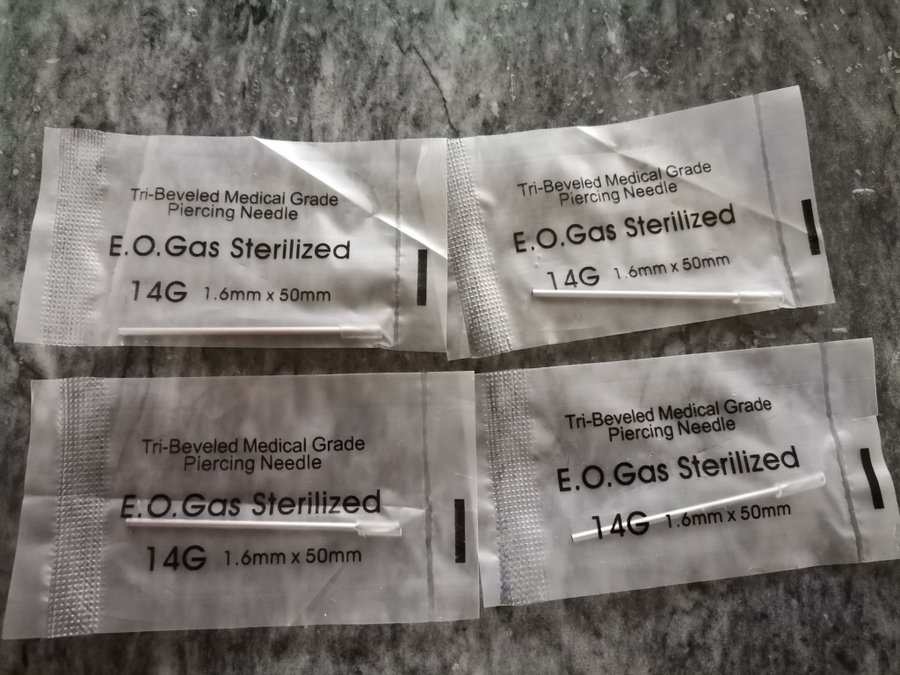 Tri-Beveled Medical Grade
Piercing Needle
E.O.Gas Sterilized
14G 1.6mm x 50mm
Tri-Beveled Medical Grade
Piercing Needle
E.O.Gas Sterilized
14G 1.6mm x 50mm
Tri-Beveled Medical Grade
Piercing Needle
E.O.Gas Sterilized
14G 1.6mm x 50mm
Tri-Beveled Medical Grade
Piercing Needle
E.O.Gas Sterilized
14G 1.6mm x 50mm